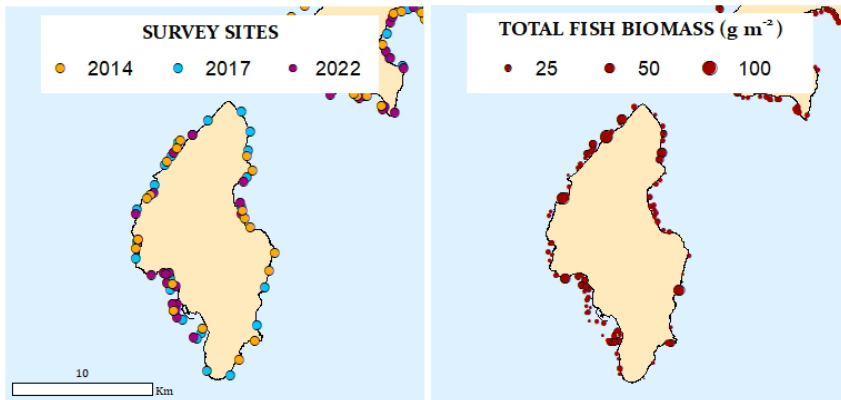 SURVEY SITES
2014 2017 2022
10
Km
TOTAL FISH BIOMASS (g m⁻²)
25 50 100